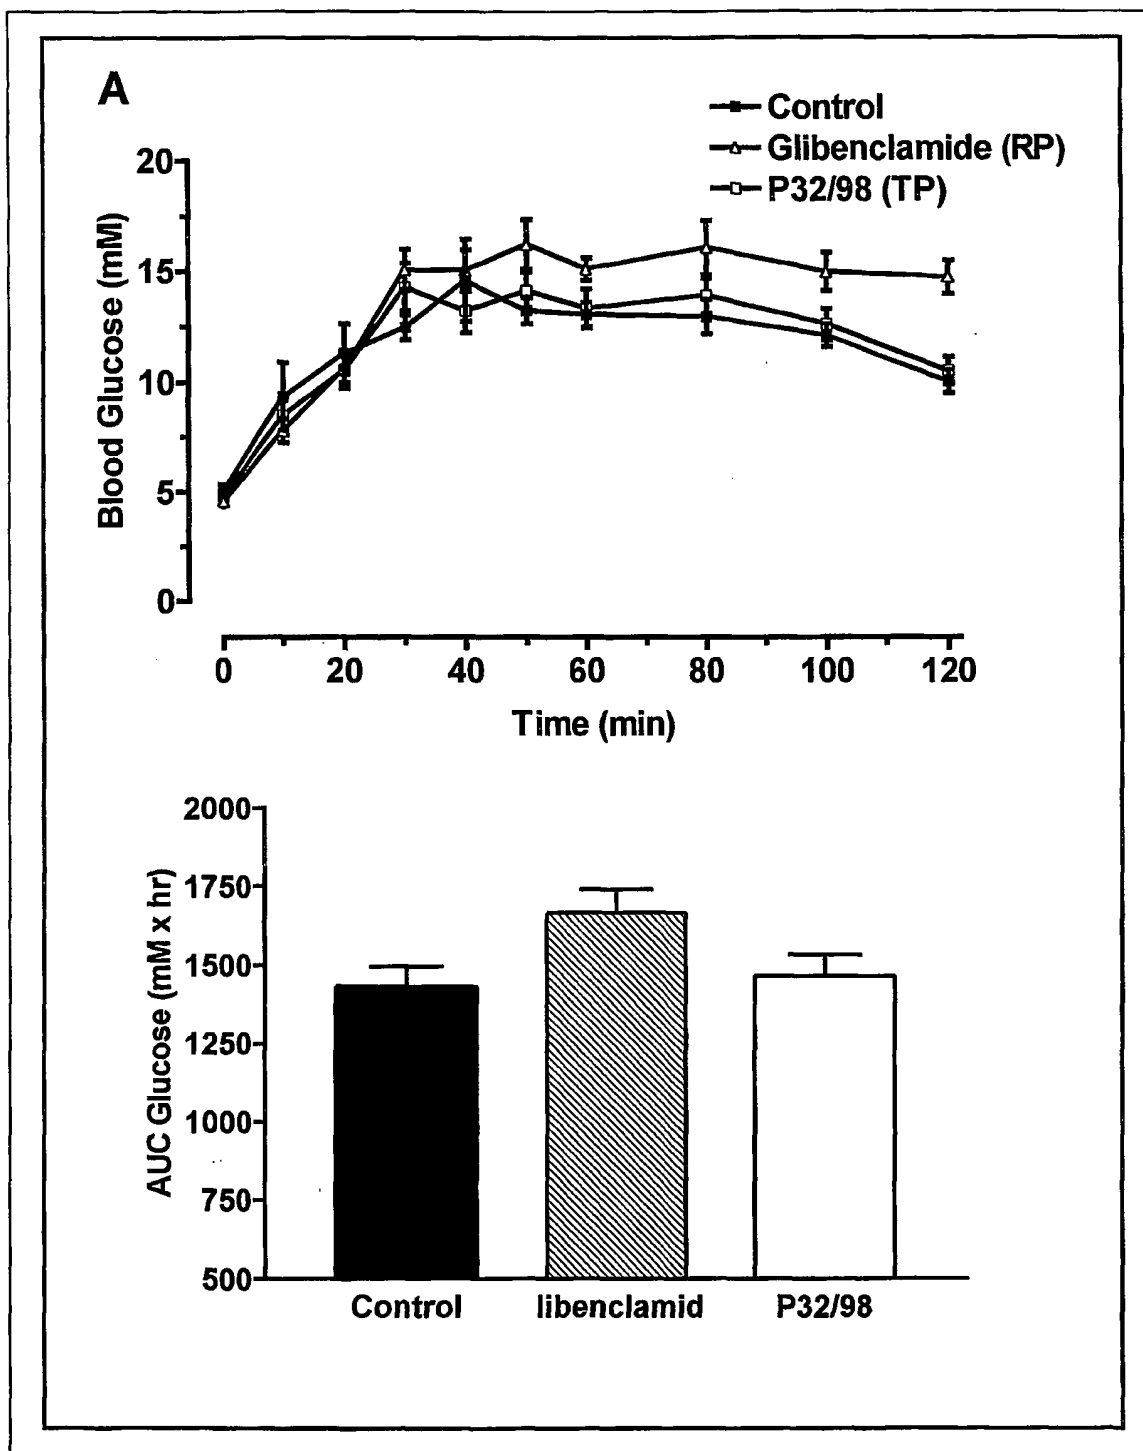 A
Control
Glibenclamide (RP)
P32/98 (TP)
20
15
10
5
0
Blood Glucose (mM)
0 20 40 60 80 100 120
Time (min)
2000
1750
1500
1250
1000
750
500
AUC Glucose (mM x hr)
Control libenclamid P32/98